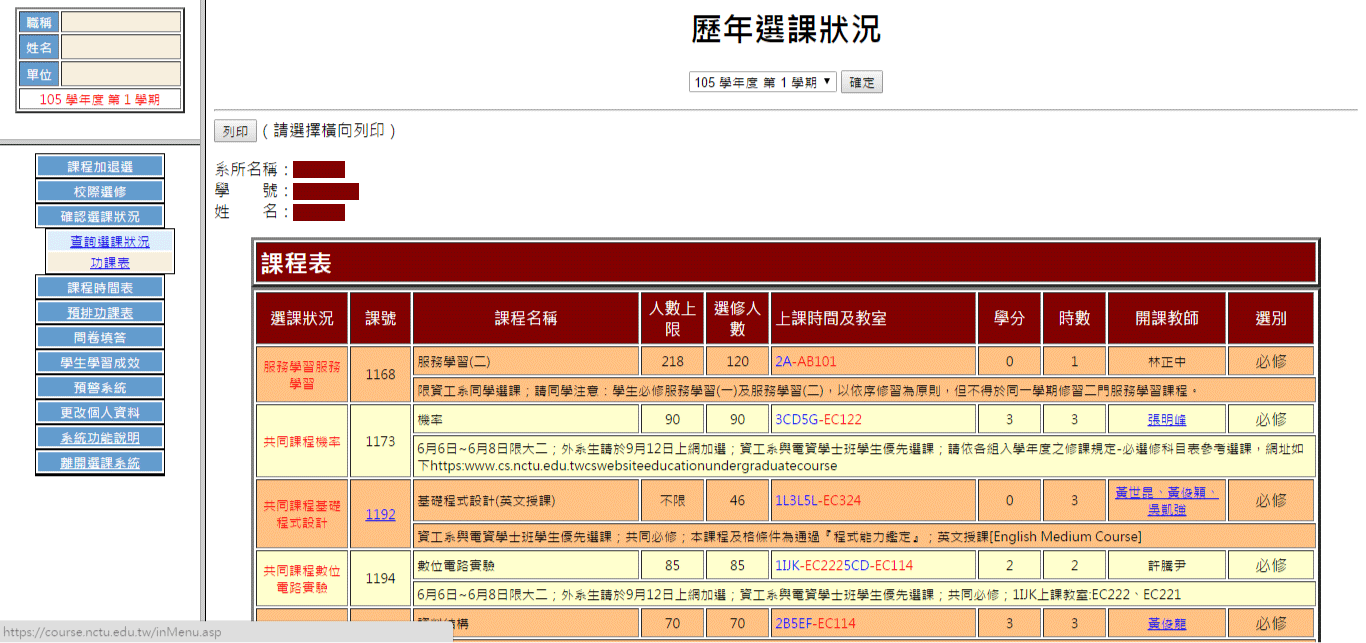 職稱
姓名
單位
105 學年度 第 1 學期
課程加退選
校際選修
確認選課狀況
查詢選課狀況
功課表
課程時間表
預排功課表
問卷填答
學生學習成效
預警系統
更改個人資料
系統功能說明
離開選課系統
https://course.nctu.edu.tw/inMenu.asp
歷年選課狀況
105 學年度 第 1 學期 ▼ 確定
列印 ( 請選擇橫向列印 )
系所名稱：
學 號：
姓 名：
課程表
選課狀況 課號 課程名稱 人數上限 選修人數 上課時間及教室 學分 時數 開課教師 選別
服務學習服務學習 1168 服務學習(二) 218 120 2A-AB101 0 1 林正中 必修
限資工系同學選課；請同學注意：學生必修服務學習(一)及服務學習(二)，以依序修習為原則，但不得於同一學期修習二門服務學習課程。
共同課程機率 1173 機率 90 90 3CD5G-EC122 3 3 張明峰 必修
6月6日~6月8日限大二；外系生請於9月12日上網加選；資工系與電資學士班學生優先選課；請依各組入學年度之修課規定-必選修科目表參考選課，網址如
下https:www.cs.nctu.edu.twcswebsiteeducationundergraduatecourse
共同課程基礎程式設計 1192 基礎程式設計(英文授課) 不限 46 1L3L5L-EC324 0 3 黃世昆、黃俊穎、吳凱強 必修
資工系與電資學士班學生優先選課；共同必修；本課程及格條件為通過『程式能力鑑定』；英文授課[English Medium Course]
共同課程數位電路實驗 1194 數位電路實驗 85 85 1IJK-EC2225CD-EC114 2 2 許騰尹 必修
6月6日~6月8日限大二；外系生請於9月12日上網加選；資工系與電資學士班學生優先選課；共同必修；1IJK上課教室:EC222、EC221
結構 70 70 2B5EF-EC114 3 3 黃俊龍 必修